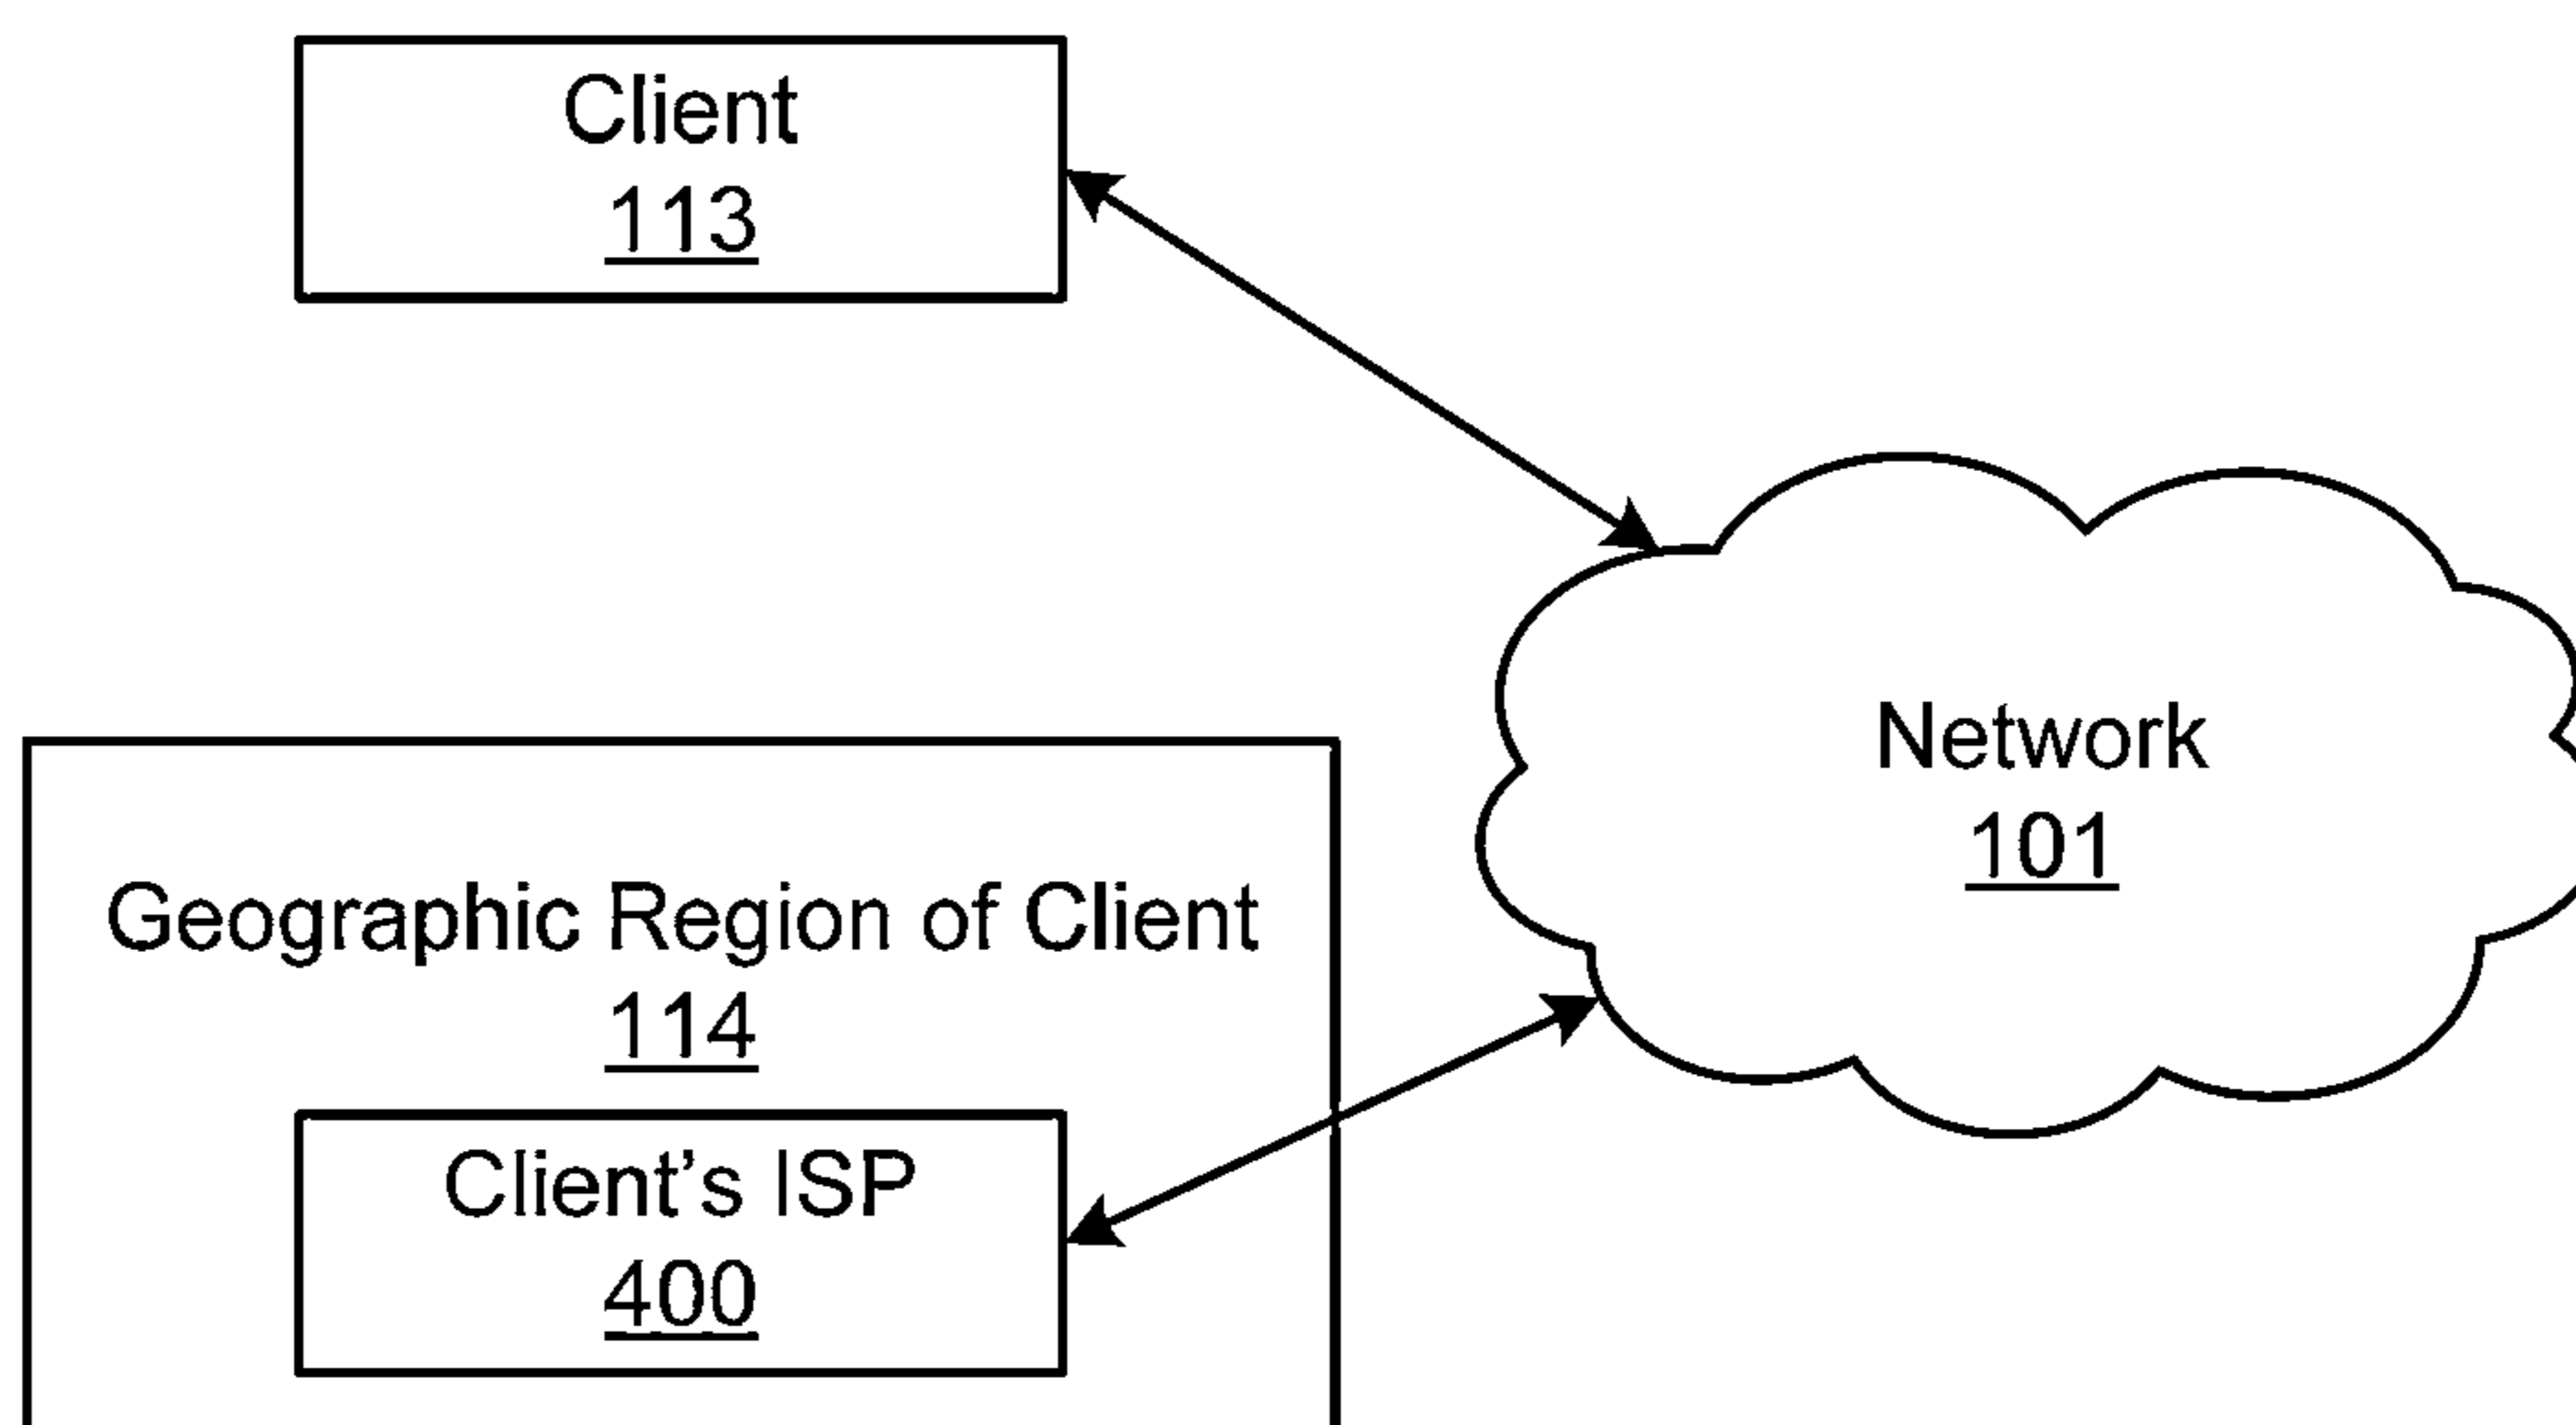 Client
113
Network
101
Geographic Region of Client
114
Client’s ISP
400